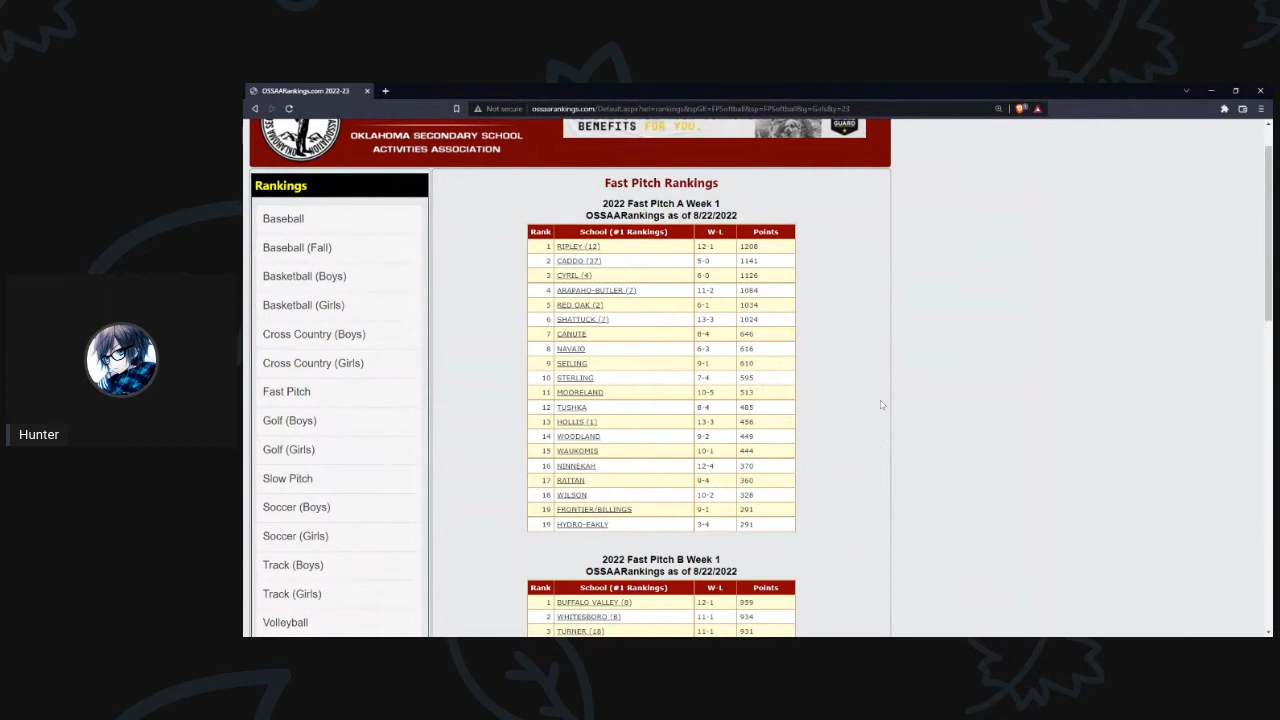 OSSAARankings.com 2022-23
Not secure ossaarankings.com/Default.aspx?sel=rankings&spGK=FPSoftball&sp=FPSoftball&g=Girls&y=23
OKLAHOMA SECONDARY SCHOOL
ACTIVITIES ASSOCIATION
BENEFITS FOR YOU.
GUARD
Rankings
Baseball
Baseball (Fall)
Basketball (Boys)
Basketball (Girls)
Cross Country (Boys)
Cross Country (Girls)
Fast Pitch
Golf (Boys)
Golf (Girls)
Slow Pitch
Soccer (Boys)
Soccer (Girls)
Track (Boys)
Track (Girls)
Volleyball
Fast Pitch Rankings
2022 Fast Pitch A Week 1
OSSAARankings as of 8/22/2022
Rank School (#1 Rankings) W-L Points
1 RIPLEY (12) 12-1 1208
2 CADDO (37) 5-0 1141
3 CYRIL (4) 6-0 1126
4 ARAPAHO-BUTLER (7) 11-2 1084
5 RED OAK (2) 6-1 1034
6 SHATTUCK (7) 13-3 1024
7 CANUTE 8-4 646
8 NAVAJO 6-3 616
9 SEILING 9-1 610
10 STERLING 7-4 595
11 MOORELAND 10-5 513
12 TUSHKA 8-4 485
13 HOLLIS (1) 13-3 456
14 WOODLAND 9-2 449
15 WAUKOMIS 10-1 444
16 NINNEKAH 12-4 370
17 RATTAN 9-4 360
18 WILSON 10-2 328
19 FRONTIER/BILLINGS 9-1 291
19 HYDRO-EAKLY 3-4 291
2022 Fast Pitch B Week 1
OSSAARankings as of 8/22/2022
Rank School (#1 Rankings) W-L Points
1 BUFFALO VALLEY (8) 12-1 959
2 WHITESBORO (8) 11-1 934
3 TURNER (18) 11-1 931
Hunter